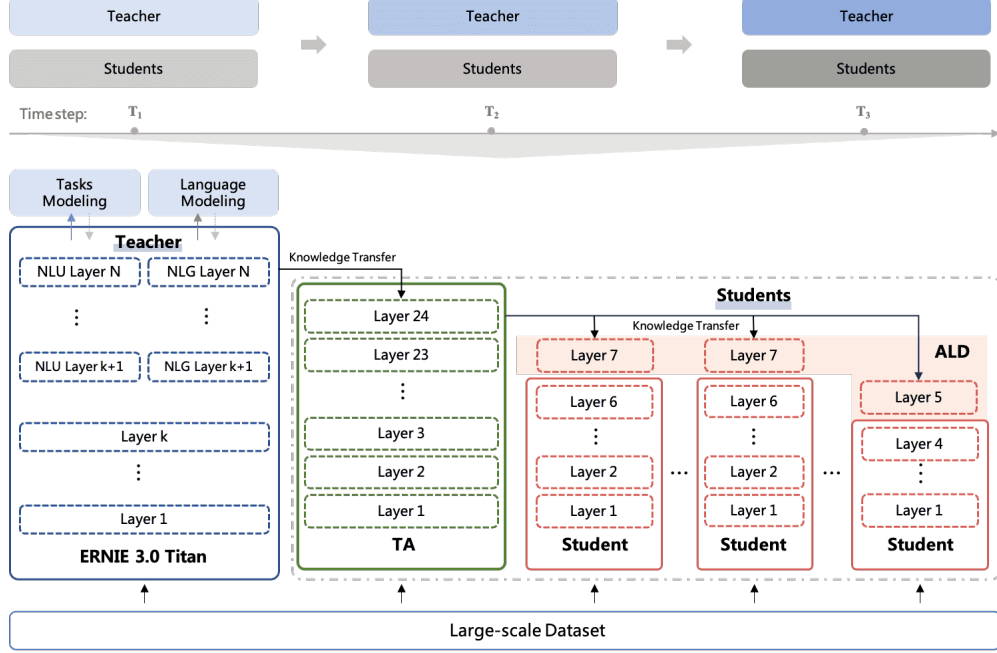 Teacher
Teacher
Teacher
Students
Students
Students
Time step:
T1
T2
T3
Tasks
Modeling
Language
Modeling
Teacher
NLU Layer N
NLG Layer N
⋮
⋮
NLU Layer k+1
NLG Layer k+1
Layer k
⋮
Layer 1
ERNIE 3.0 Titan
Knowledge Transfer
Students
Layer 24
Layer 23
⋮
Layer 3
Layer 2
Layer 1
TA
Knowledge Transfer
ALD
Layer 7
Layer 6
⋮
Layer 2
Layer 1
Student
...
Layer 7
Layer 6
⋮
Layer 2
Layer 1
Student
...
Layer 5
Layer 4
⋮
Layer 1
Student
Large-scale Dataset